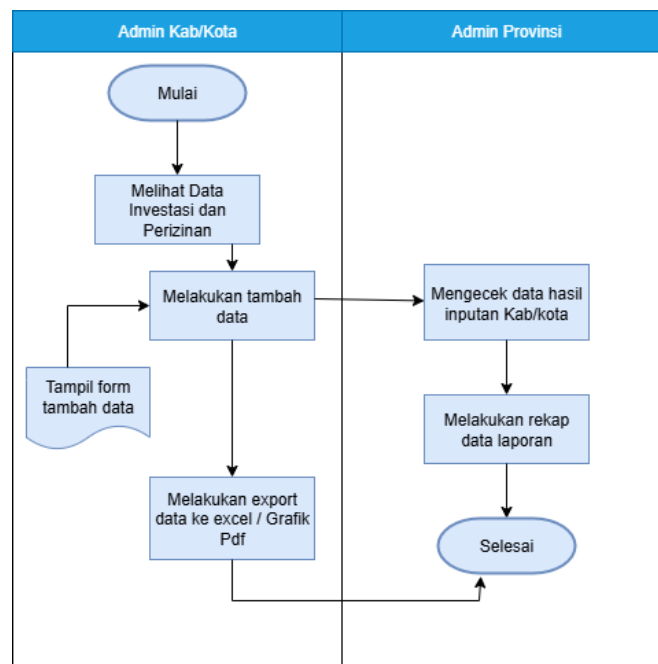 Admin Kab/Kota
Admin Provinsi
Mulai
Melihat Data
Investasi dan
Perizinan
Melakukan tambah
data
Mengecek data hasil
inputan Kab/kota
Tampil form
tambah data
Melakukan rekap
data laporan
Melakukan export
data ke excel / Grafik
Pdf
Selesai